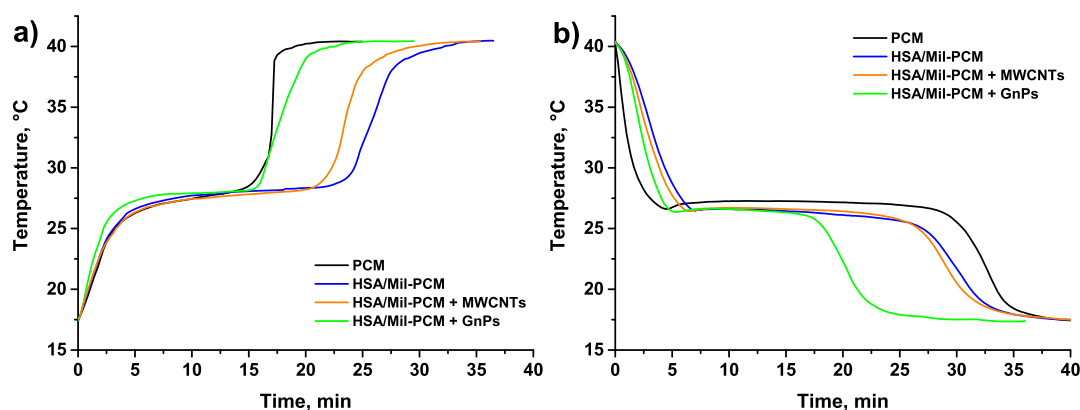 a)
Temperature, °C
40
35
30
25
20
15
0 5 10 15 20 25 30 35 40
Time, min
PCM
HSA/Mil-PCM
HSA/Mil-PCM + MWCNTs
HSA/Mil-PCM + GnPs
b)
Temperature, °C
40
35
30
25
20
15
0 5 10 15 20 25 30 35 40
Time, min
PCM
HSA/Mil-PCM
HSA/Mil-PCM + MWCNTs
HSA/Mil-PCM + GnPs